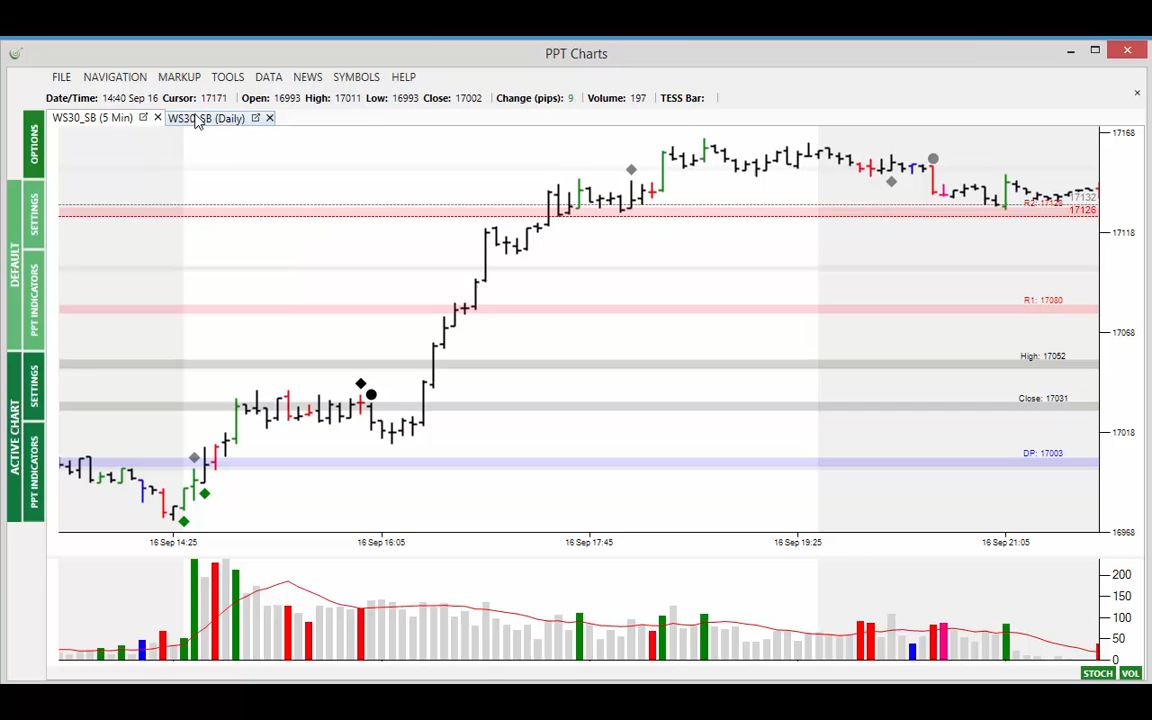 PPT Charts
FILE NAVIGATION MARKUP TOOLS DATA NEWS SYMBOLS HELP
Date/Time: 14:40 Sep 16 Cursor: 17171 Open: 16993 High: 17011 Low: 16993 Close: 17002 Change (pips): 9 Volume: 197 TESS Bar:
WS30_SB (5 Min) WS30_SB (Daily)
OPTIONS
DEFAULT
SETTINGS
PPT INDICATORS
ACTIVE CHART
SETTINGS
PPT INDICATORS
17168
17132
R2: 17126
17126
17118
R1: 17080
17068
High: 17052
Close: 17031
17018
DP: 17003
16968
16 Sep 14:25 16 Sep 16:05 16 Sep 17:45 16 Sep 19:25 16 Sep 21:05
200
150
100
50
0
STOCH VOL